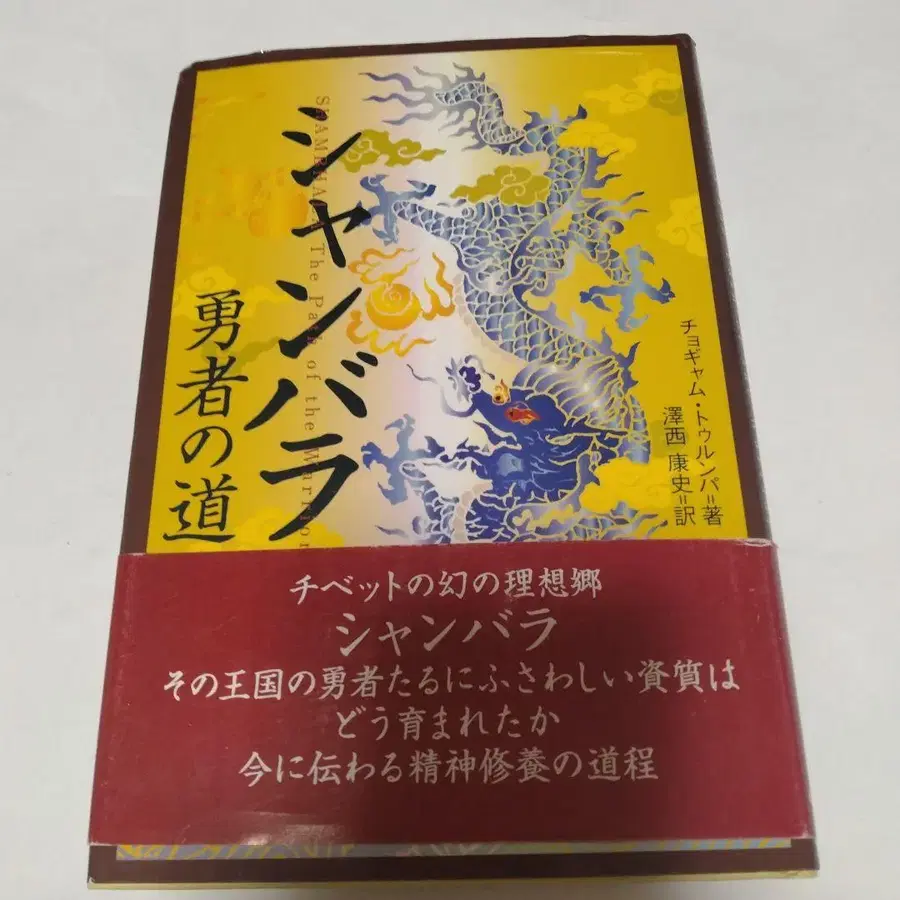 シャンバラ
SHAMBHALA The Path of the Warrior
勇者の道
チョギャム・トゥルンパ=著
澤西 康史=訳
チベットの幻の理想郷
シャンバラ
その王国の勇者たるにふさわしい資質は
どう育まれたか
今に伝わる精神修養の道程